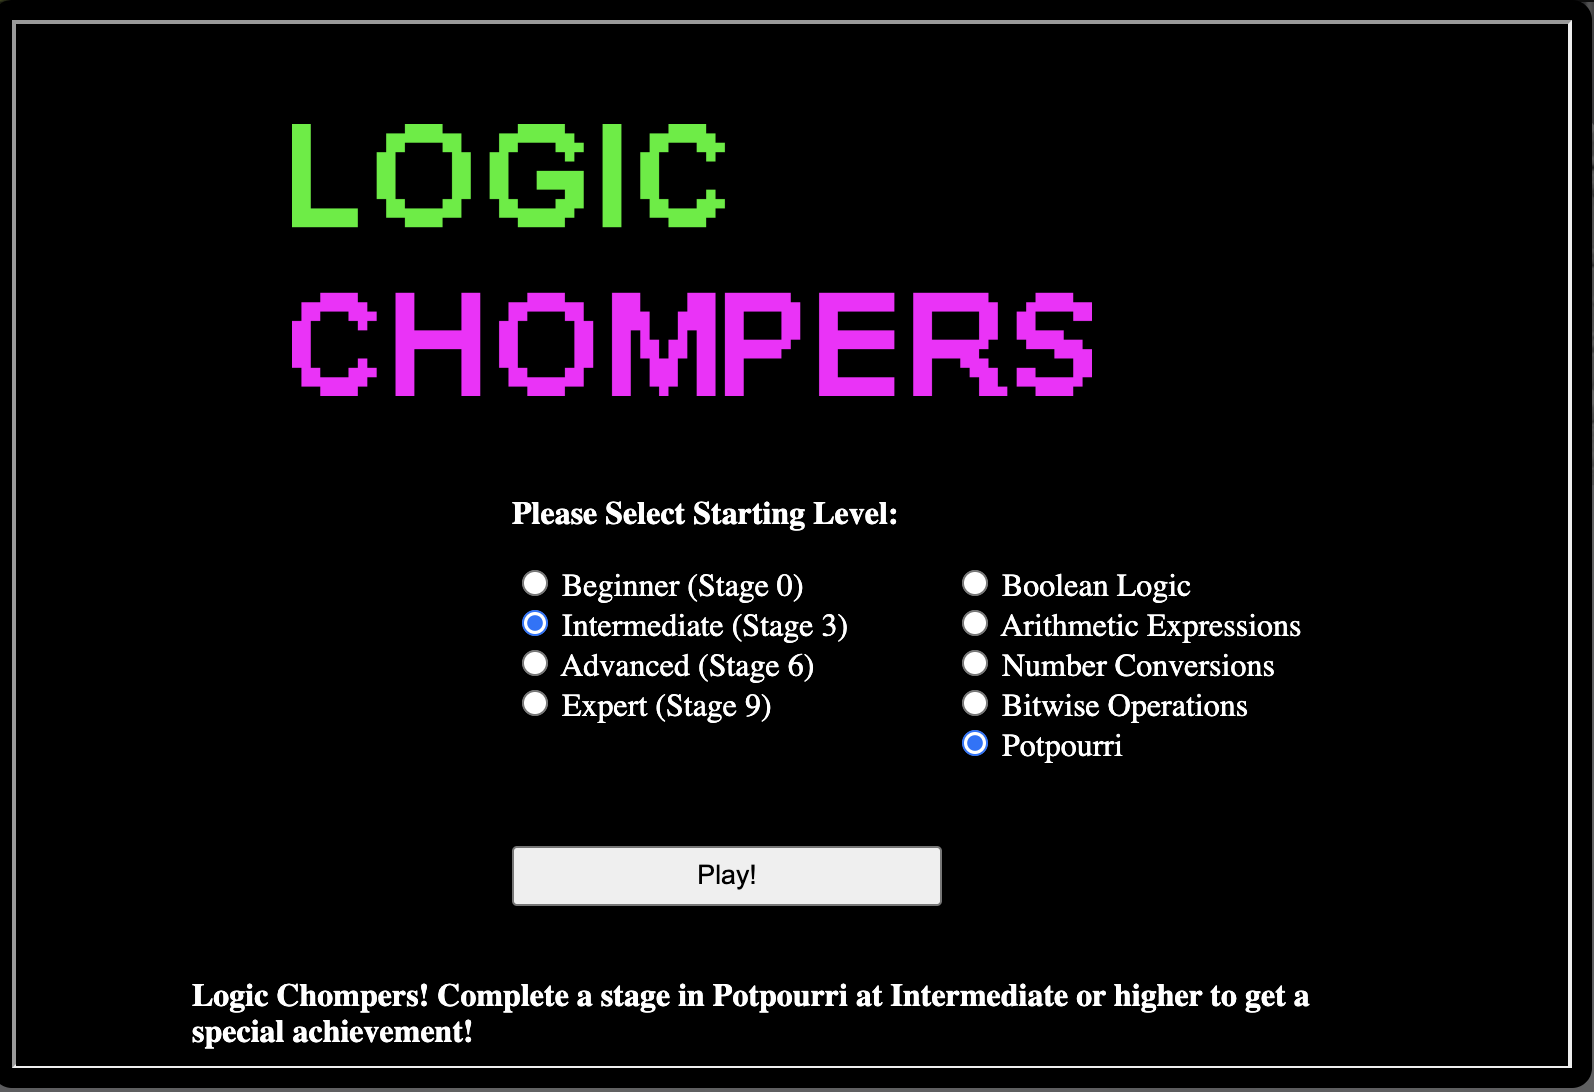 LOGIC
CHOMPERS
Please Select Starting Level:
Beginner (Stage 0)
Intermediate (Stage 3)
Advanced (Stage 6)
Expert (Stage 9)
Boolean Logic
Arithmetic Expressions
Number Conversions
Bitwise Operations
Potpourri
Play!
Logic Chompers! Complete a stage in Potpourri at Intermediate or higher to get a
special achievement!